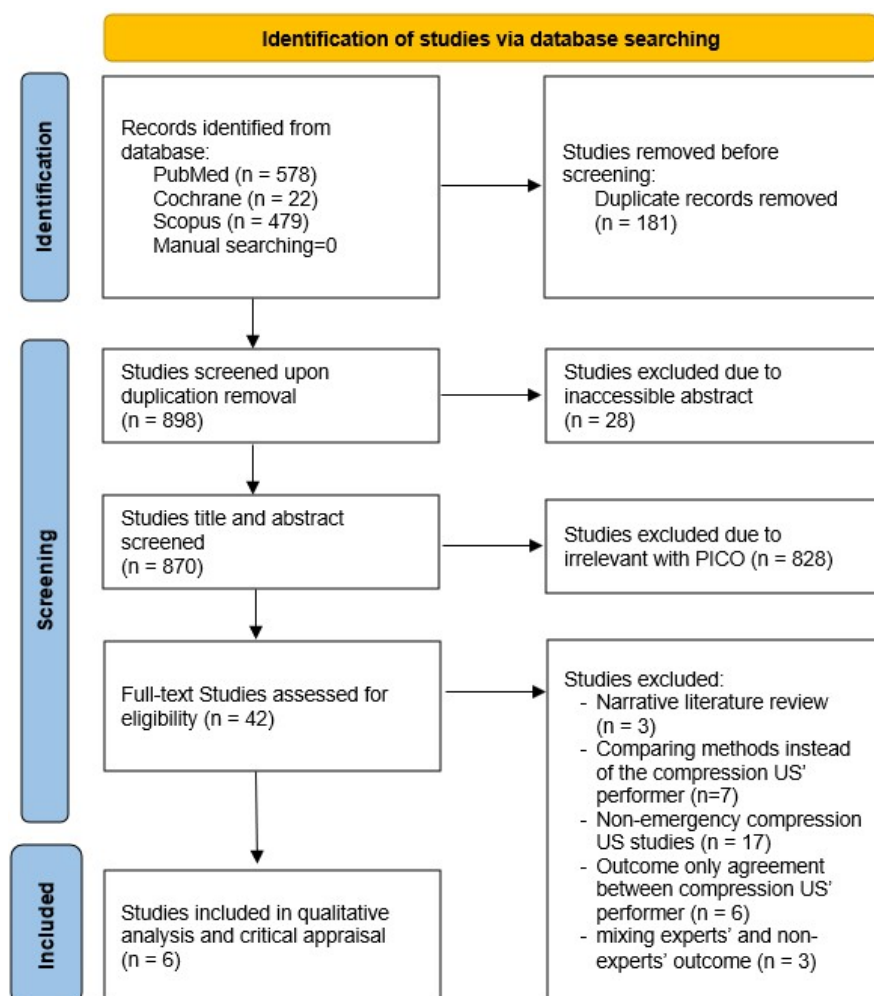 Identification of studies via database searching
Identification
Records identified from
database:
PubMed (n = 578)
Cochrane (n = 22)
Scopus (n = 479)
Manual searching=0
Studies removed before
screening:
Duplicate records removed
(n = 181)
Screening
Studies screened upon
duplication removal
(n = 898)
Studies excluded due to
inaccessible abstract
(n = 28)
Studies title and abstract
screened
(n = 870)
Studies excluded due to
irrelevant with PICO (n = 828)
Full-text Studies assessed for
eligibility (n = 42)
Studies excluded:
- Narrative literature review
(n = 3)
- Comparing methods instead
of the compression US’
performer (n=7)
- Non-emergency compression
US studies (n = 17)
- Outcome only agreement
between compression US’
performer (n = 6)
- mixing experts’ and non-
experts’ outcome (n = 3)
Included
Studies included in qualitative
analysis and critical appraisal
(n = 6)